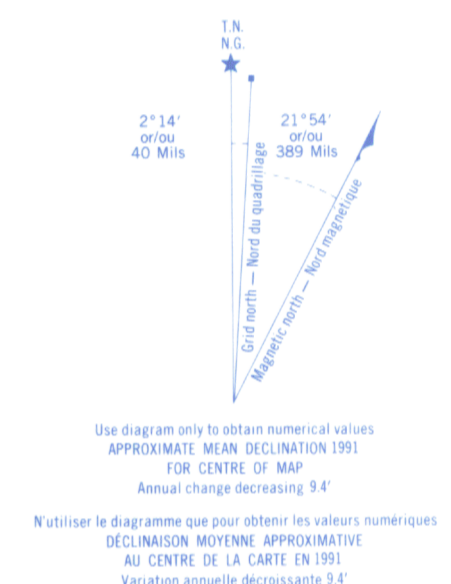 T.N.
N.G.
2°14′
or/ou
40 Mils
21°54′
or/ou
389 Mils
Grid north — Nord du quadrillage
Magnetic north — Nord magnetique
Use diagram only to obtain numerical values
APPROXIMATE MEAN DECLINATION 1991
FOR CENTRE OF MAP
Annual change decreasing 9.4′
N'utiliser le diagramme que pour obtenir les valeurs numériques
DÉCLINAISON MOYENNE APPROXIMATIVE
AU CENTRE DE LA CARTE EN 1991
Variation annuelle décroissante 9.4′